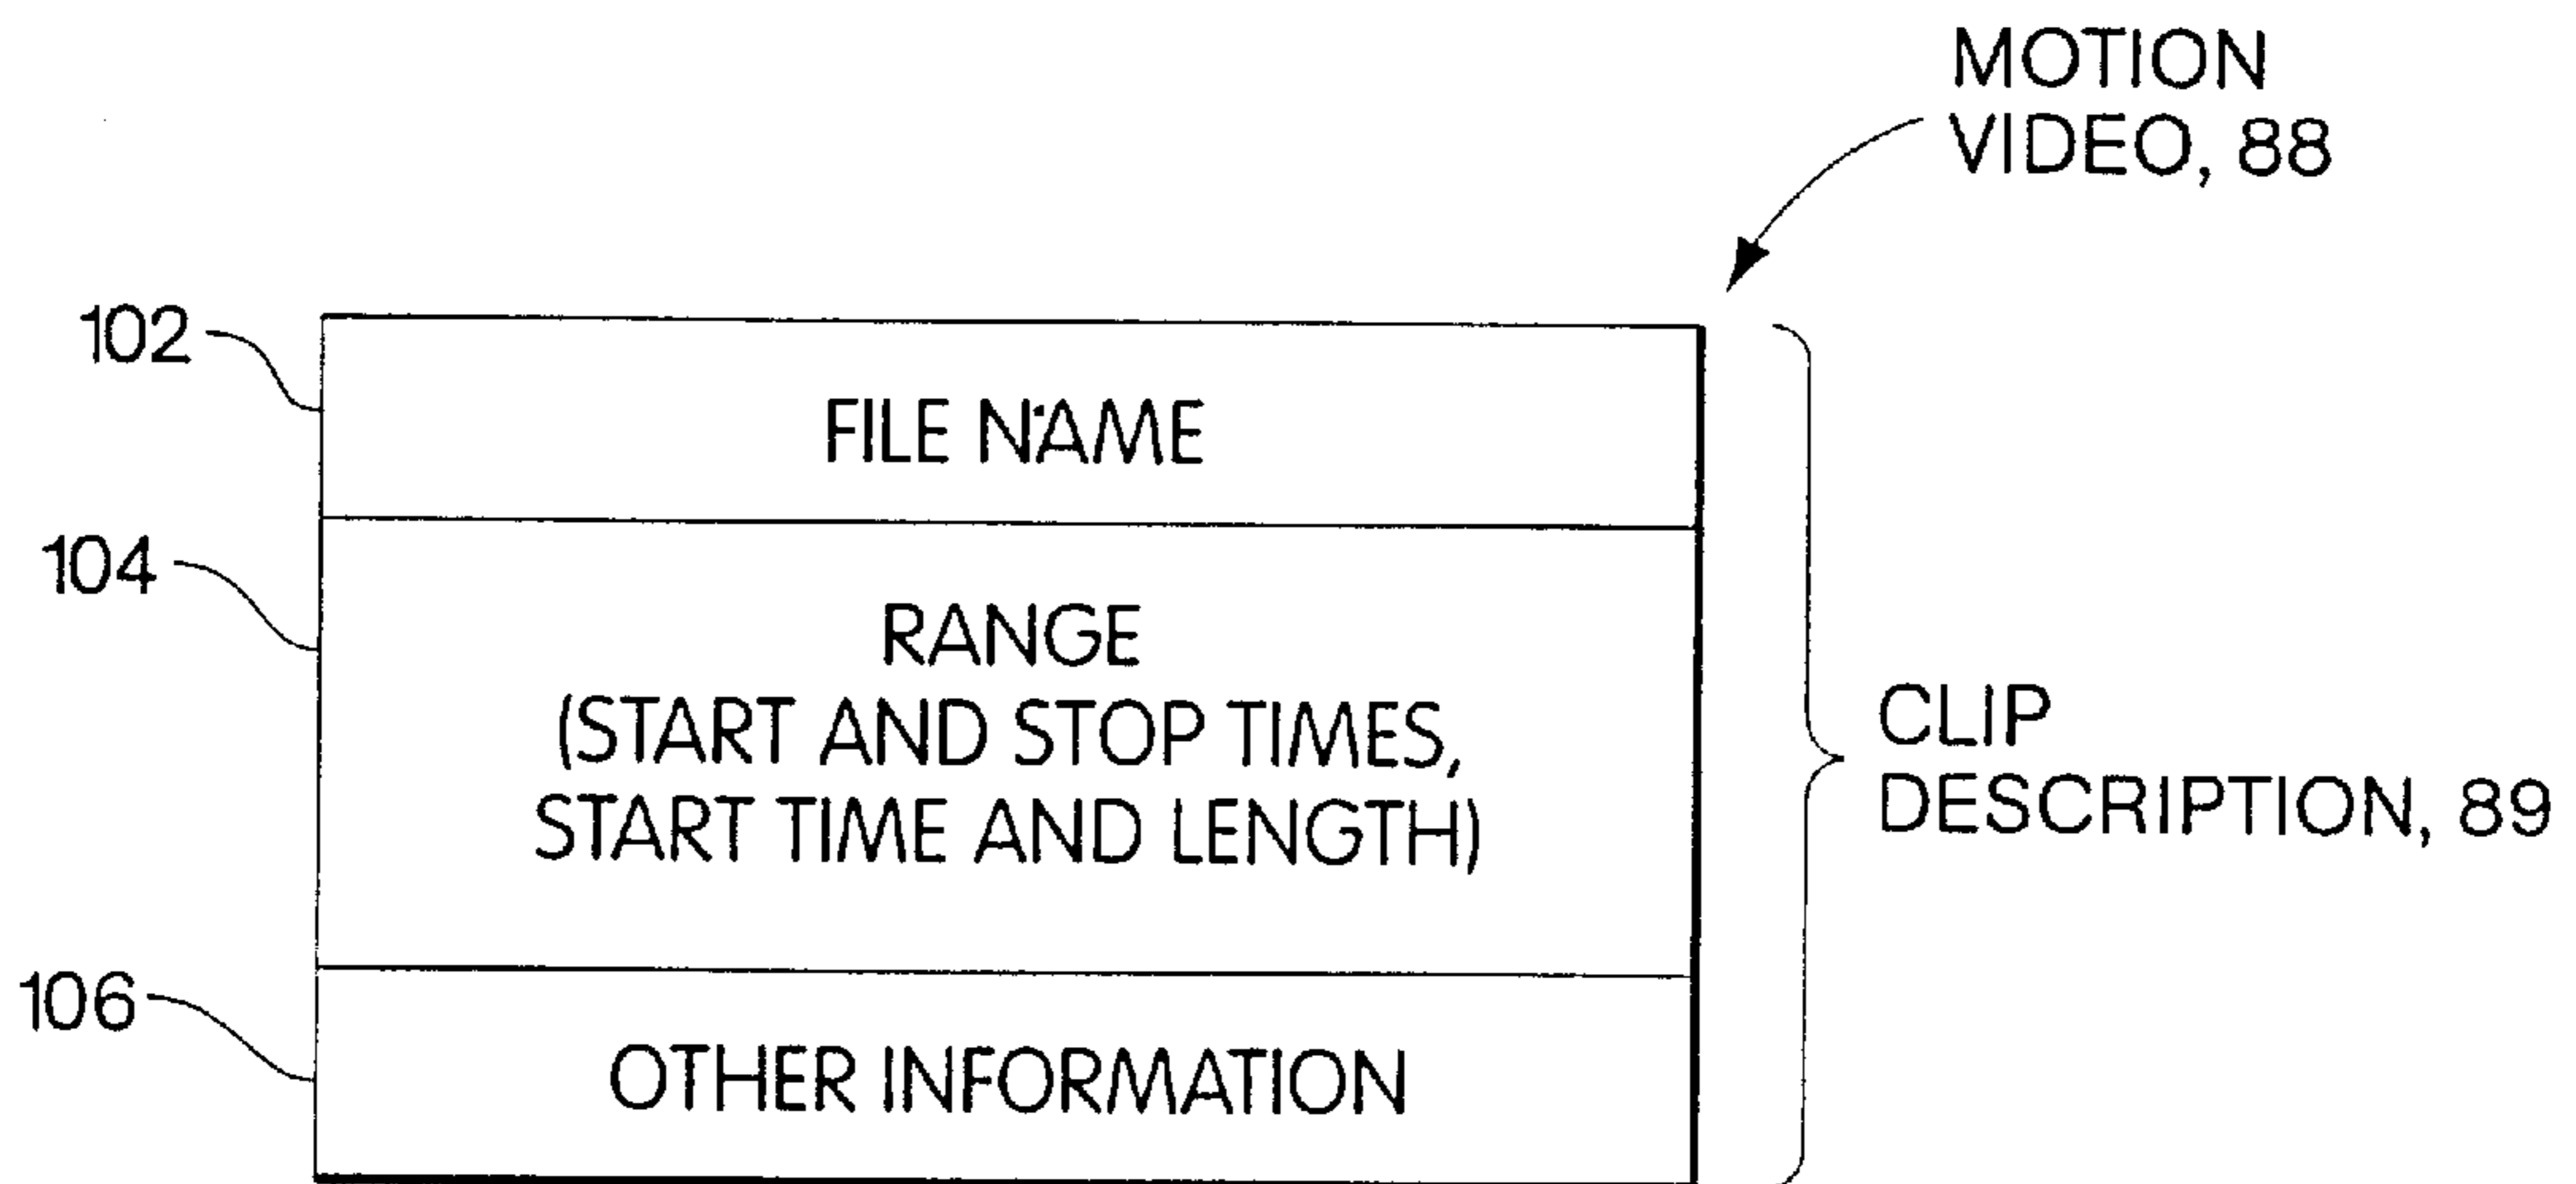 MOTION
VIDEO, 88
102
FILE NAME
104
RANGE
(START AND STOP TIMES,
START TIME AND LENGTH)
CLIP
DESCRIPTION, 89
106
OTHER INFORMATION